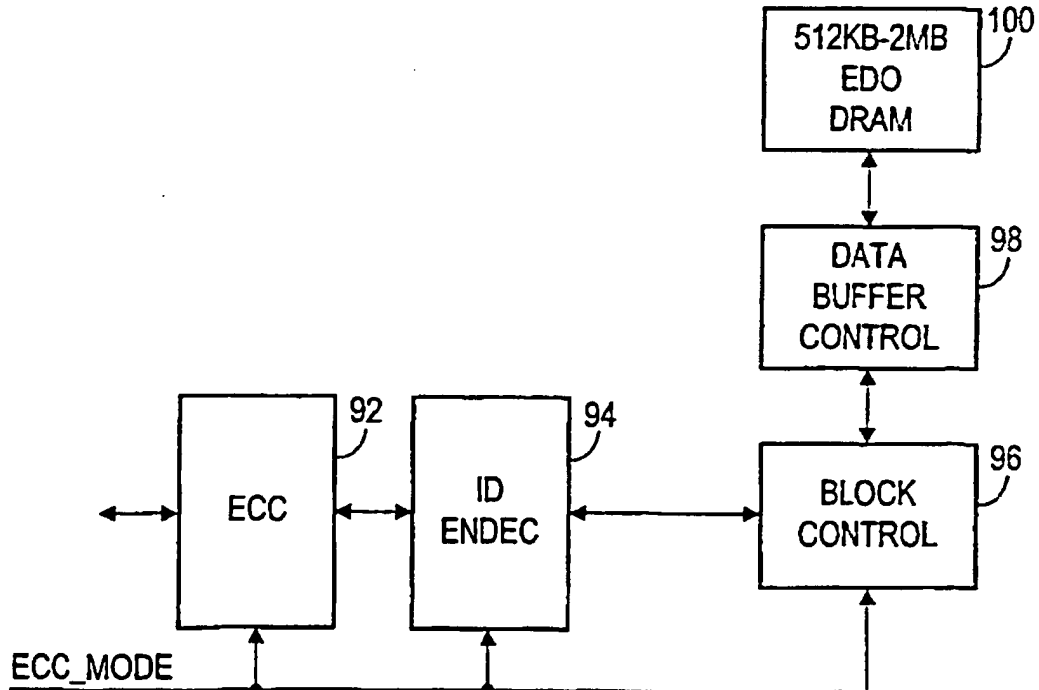 512KB-2MB
EDO
DRAM
100
DATA
BUFFER
CONTROL
98
ECC
92
ID
ENDEC
94
BLOCK
CONTROL
96
ECC_MODE